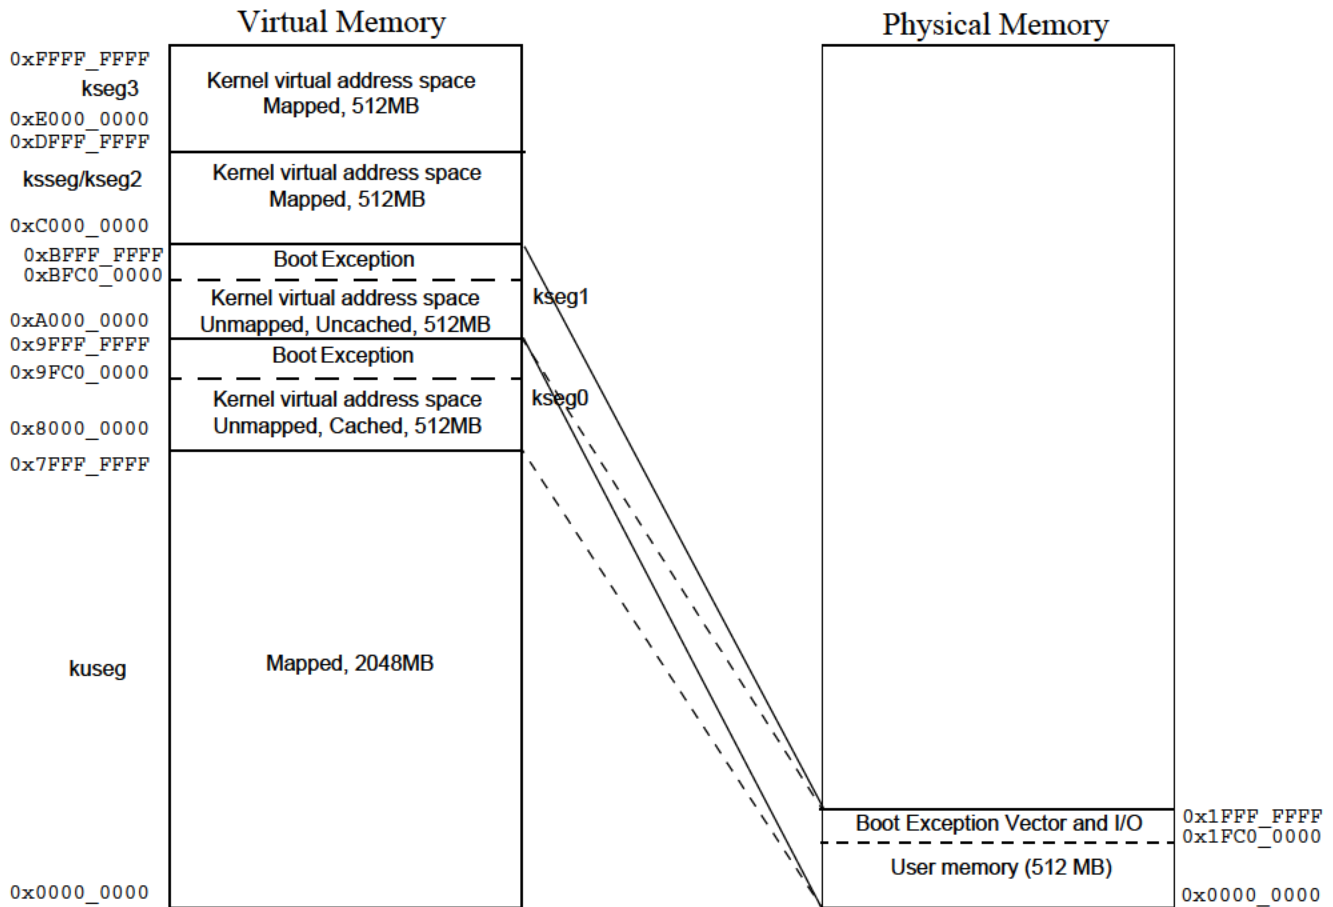 Virtual Memory
Physical Memory
0xFFFF_FFFF
kseg3
0xE000_0000
Kernel virtual address space
Mapped, 512MB
0xDFFF_FFFF
ksseg/kseg2
0xC000_0000
Kernel virtual address space
Mapped, 512MB
0xBFFF_FFFF
0xBFC0_0000
Boot Exception
kseg1
0xA000_0000
Kernel virtual address space
Unmapped, Uncached, 512MB
0x9FFF_FFFF
0x9FC0_0000
Boot Exception
kseg0
0x8000_0000
Kernel virtual address space
Unmapped, Cached, 512MB
0x7FFF_FFFF
kuseg
Mapped, 2048MB
0x0000_0000
Boot Exception Vector and I/O
0x1FFF_FFFF
0x1FC0_0000
User memory (512 MB)
0x0000_0000